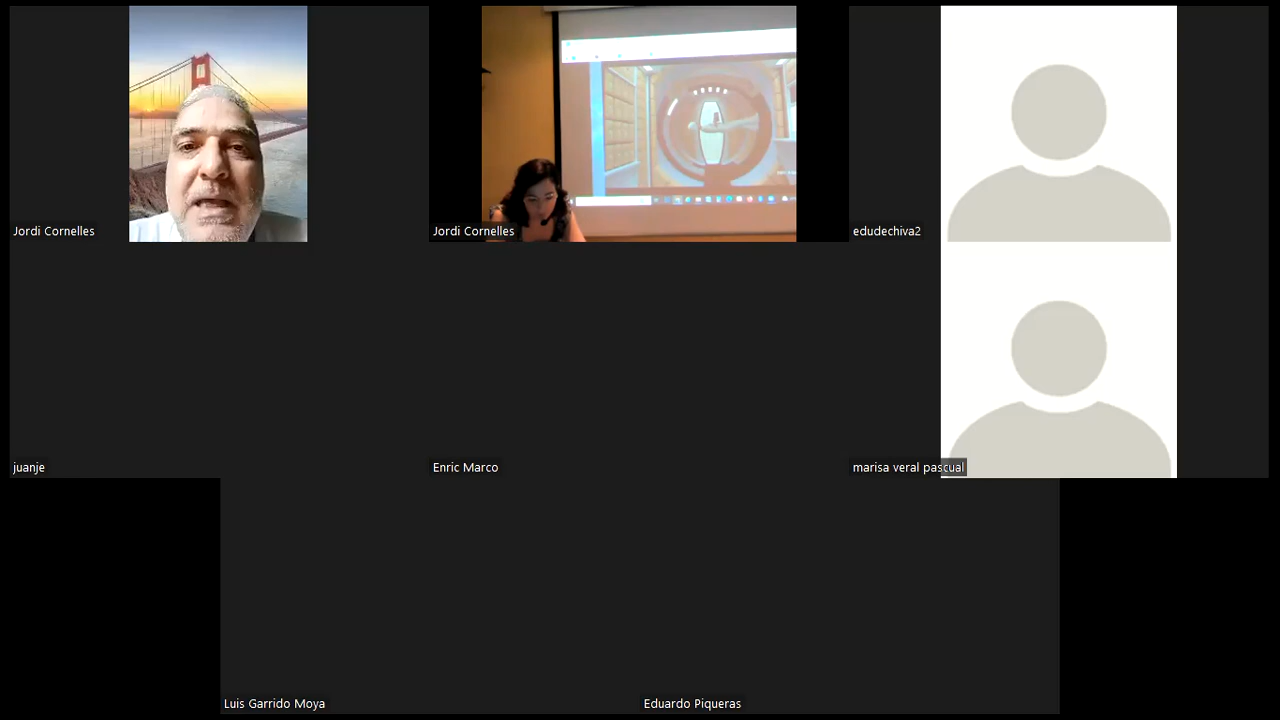 Jordi Cornelles
Jordi Cornelles
edudechiva2
juanje
Enric Marco
marisa veral pascual
Luis Garrido Moya
Eduardo Piqueras